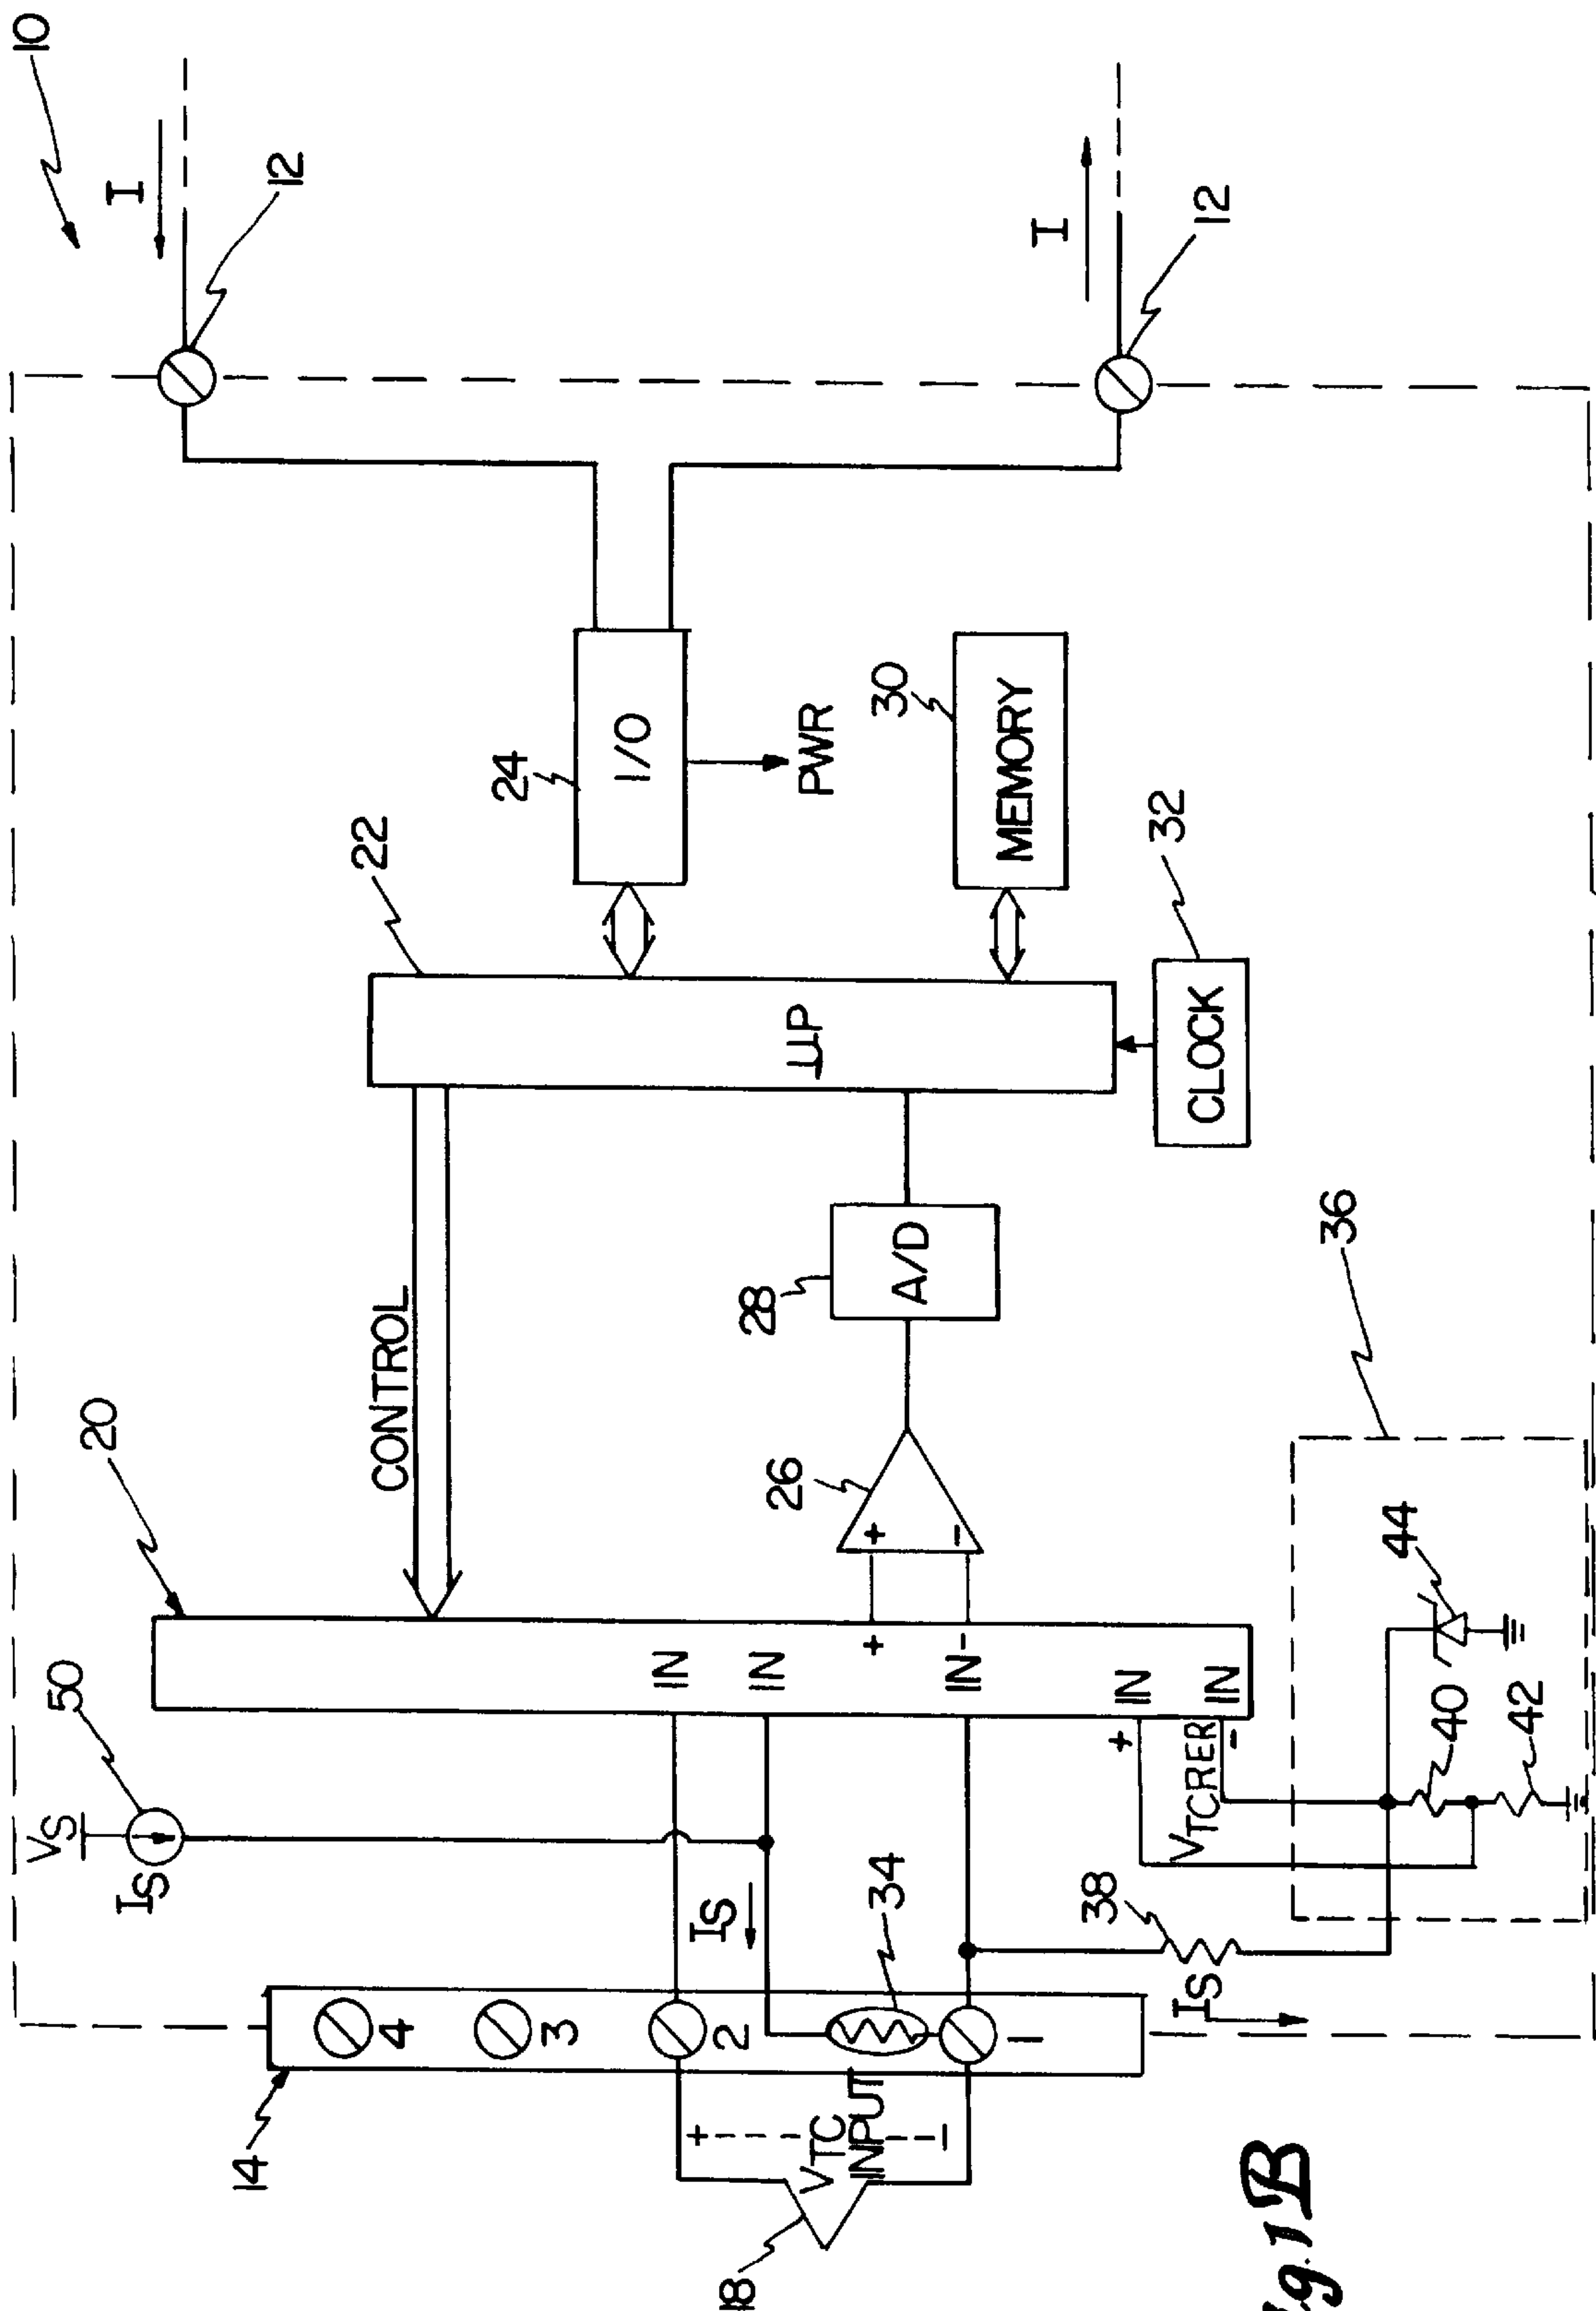 10
I
12
I
12
24
I/O
PWR
30
MEMORY
22
µP
32
CLOCK
CONTROL
28
A/D
26
+
-
20
IN
IN
+
IN-
IN
IN
+
-
VTCRER
50
VS
IS
IS
34
38
IS
36
44
40
42
14
4
3
2
1
+
VTC
INPUT
-
18
Fig. 1B